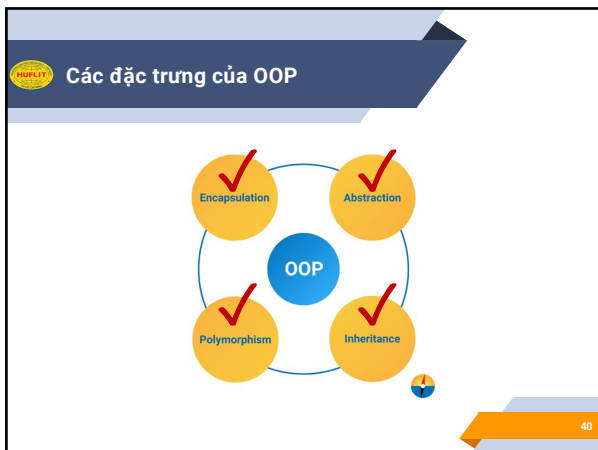 HUFLIT
Các đặc trưng của OOP
Encapsulation
Abstraction
OOP
Polymorphism
Inheritance
40